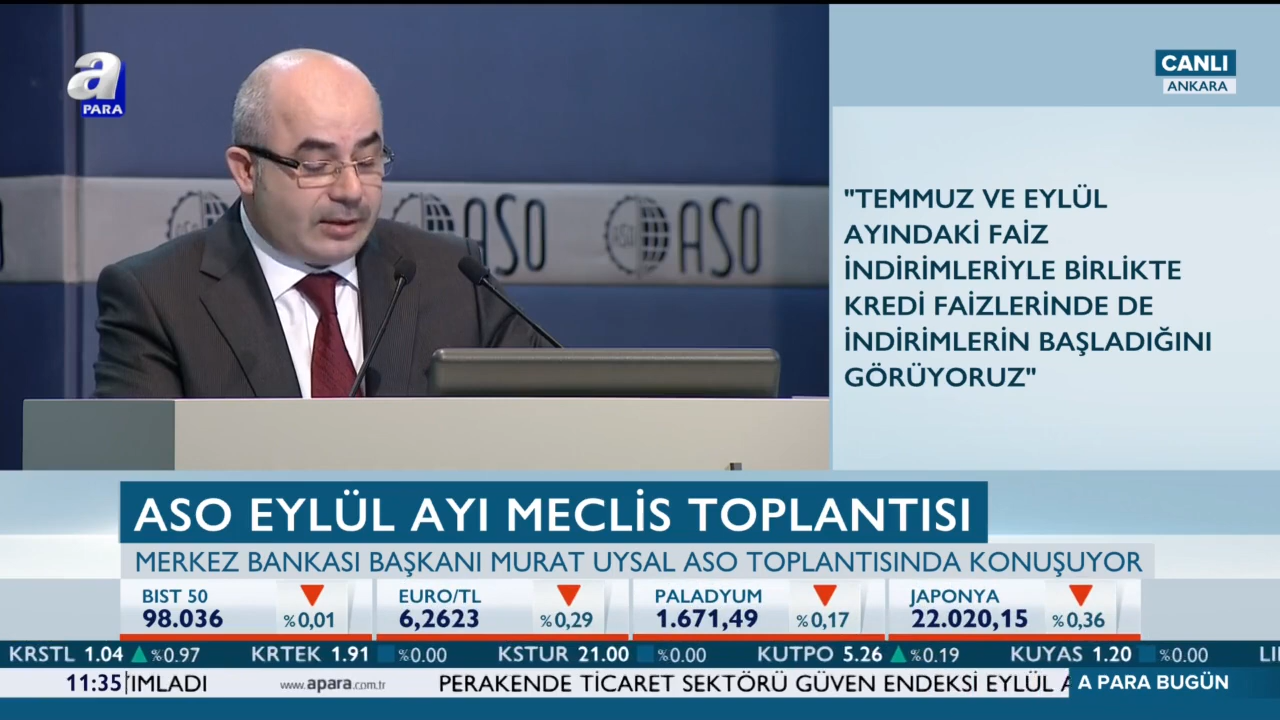 a
PARA
CANLI
ANKARA
ASO
ASO
ASO
"TEMMUZ VE EYLÜL
AYINDAKİ FAİZ
İNDİRİMLERİYLE BİRLİKTE
KREDİ FAİZLERİNDE DE
İNDİRİMLERİN BAŞLADIĞINI
GÖRÜYORUZ"
ASO EYLÜL AYI MECLİS TOPLANTISI
MERKEZ BANKASI BAŞKANI MURAT UYSAL ASO TOPLANTISINDA KONUŞUYOR
BIST 50 98.036 %0,01
EURO/TL 6,2623 %0,29
PALADYUM 1.671,49 %0,17
JAPONYA 22.020,15 %0,36
KRSTL 1.04 %0.97 KRTEK 1.91 %0.00 KSTUR 21.00 %0.00 KUTPO 5.26 %0.19 KUYAS 1.20 %0.00 LI
11:35 'IMLADI www.apara.com.tr PERAKENDE TİCARET SEKTÖRÜ GÜVEN ENDEKSİ EYLÜL A PARA BUGÜN